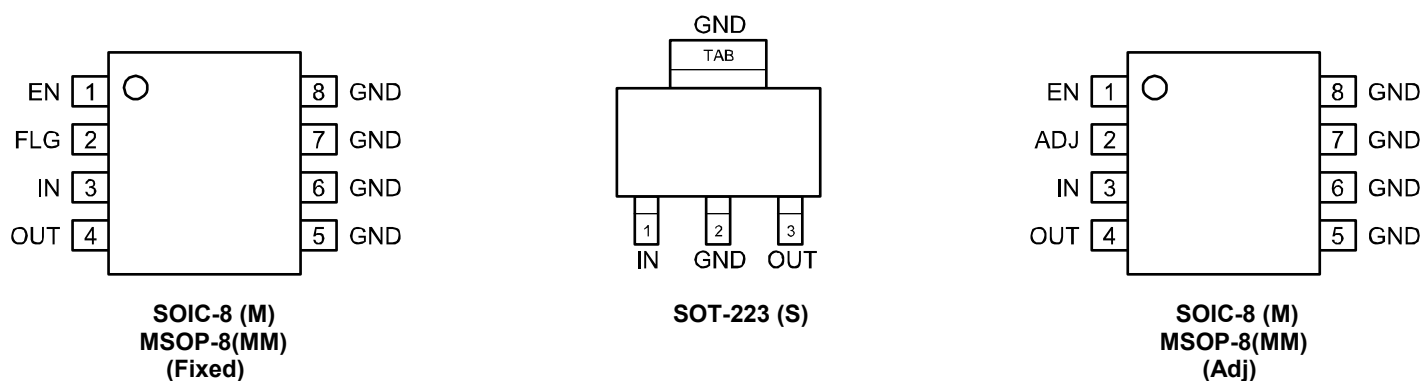 EN 1 8 GND
FLG 2 7 GND
IN 3 6 GND
OUT 4 5 GND
SOIC-8 (M)
MSOP-8(MM)
(Fixed)
GND
TAB
1 2 3
IN GND OUT
SOT-223 (S)
EN 1 8 GND
ADJ 2 7 GND
IN 3 6 GND
OUT 4 5 GND
SOIC-8 (M)
MSOP-8(MM)
(Adj)